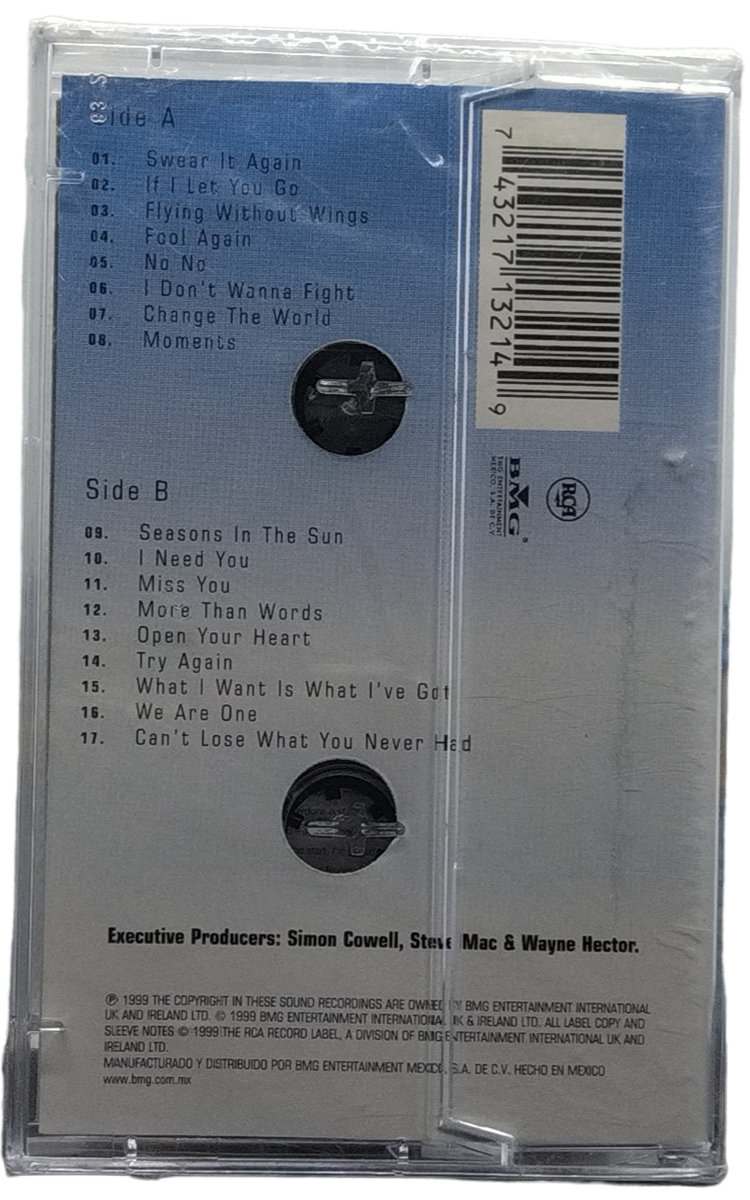 Side A
01. Swear It Again
02. If I Let You Go
03. Flying Without Wings
04. Fool Again
05. No No
06. I Don't Wanna Fight
07. Change The World
08. Moments
Side B
09. Seasons In The Sun
10. I Need You
11. Miss You
12. More Than Words
13. Open Your Heart
14. Try Again
15. What I Want Is What I've Got
16. We Are One
17. Can't Lose What You Never Had
7 43217 13214 9
BMG
BMG ENTERTAINMENT
MEXICO, S.A. DE C.V.
RCA
Executive Producers: Simon Cowell, Steve Mac & Wayne Hector.
℗ 1999 THE COPYRIGHT IN THESE SOUND RECORDINGS ARE OWNED BY BMG ENTERTAINMENT INTERNATIONAL
UK AND IRELAND LTD. © 1999 BMG ENTERTAINMENT INTERNATIONAL UK & IRELAND LTD. ALL LABEL COPY AND
SLEEVE NOTES © 1999 THE RCA RECORD LABEL, A DIVISION OF BMG ENTERTAINMENT INTERNATIONAL UK AND
IRELAND LTD.
MANUFACTURADO Y DISTRIBUIDO POR BMG ENTERTAINMENT MEXICO, S.A. DE C.V. HECHO EN MEXICO
www.bmg.com.mx